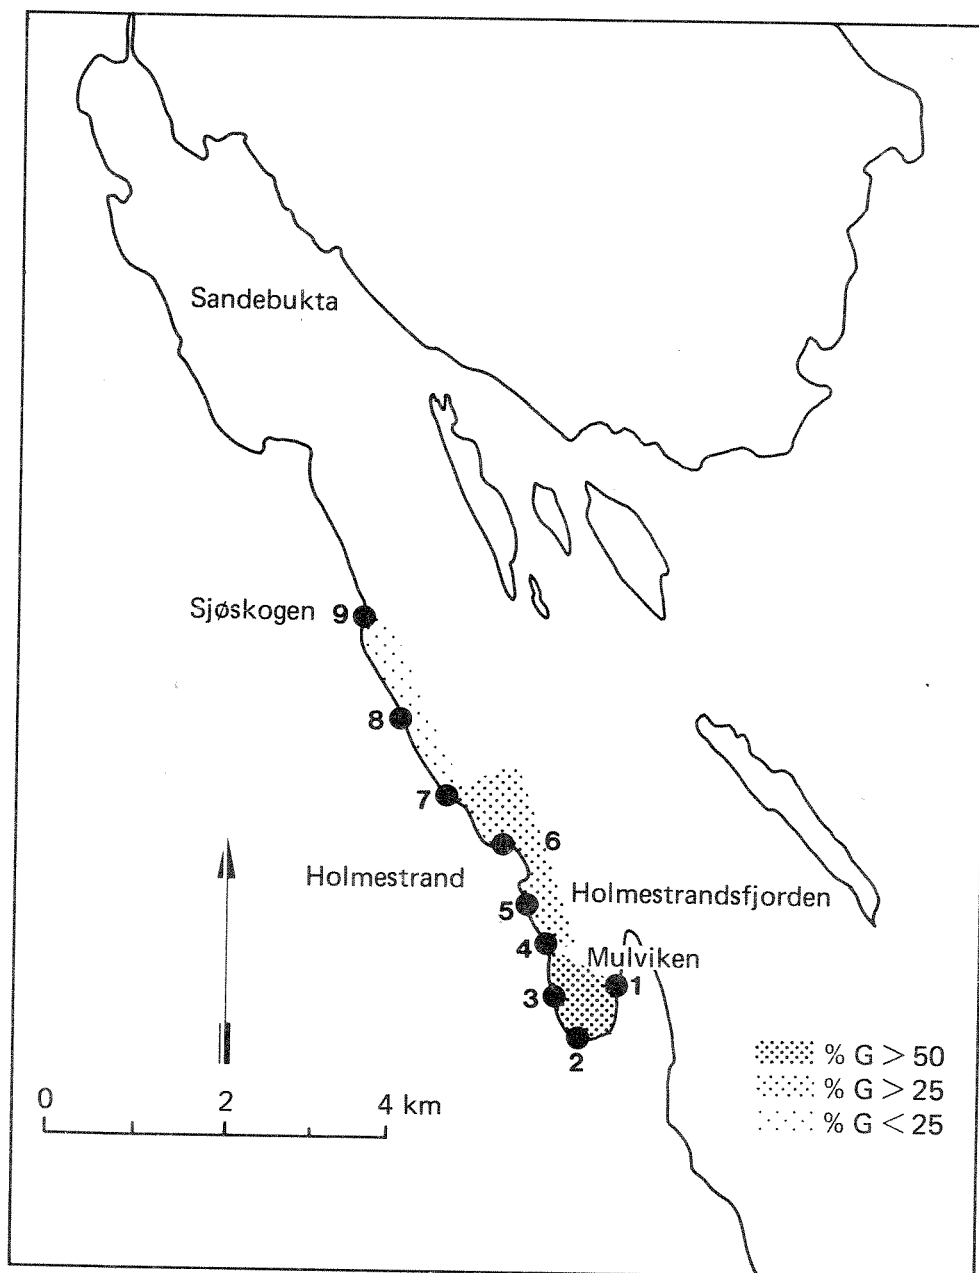 Sandebukta
Sjøskogen 9
8
7
6
Holmestrand
Holmestrandsfjorden
5
4
Mulviken
3
1
2
% G > 50
% G > 25
% G < 25
0 2 4 km